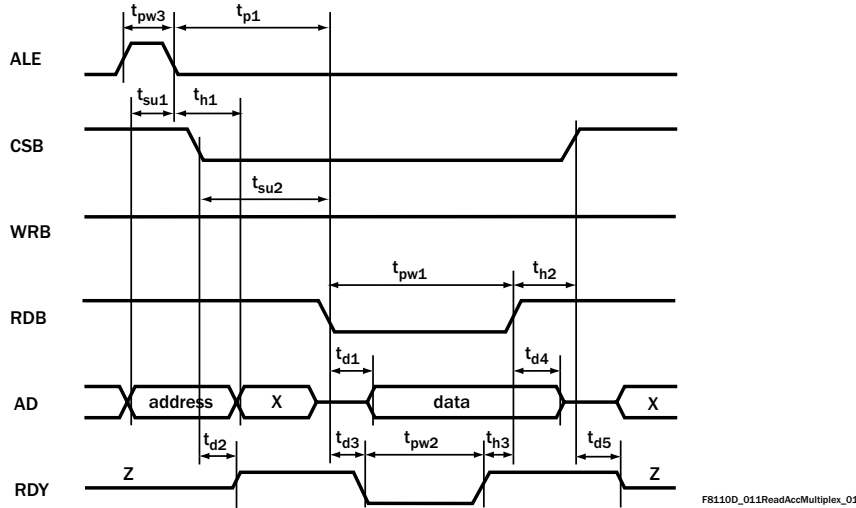 tpw3 tp1
ALE
tsu1 th1
CSB
tsu2
WRB
tpw1 th2
RDB
td1 td4
AD address X data X
td2 td3 tpw2 th3 td5
RDY Z Z
F8110D_011ReadAccMultiplex_01